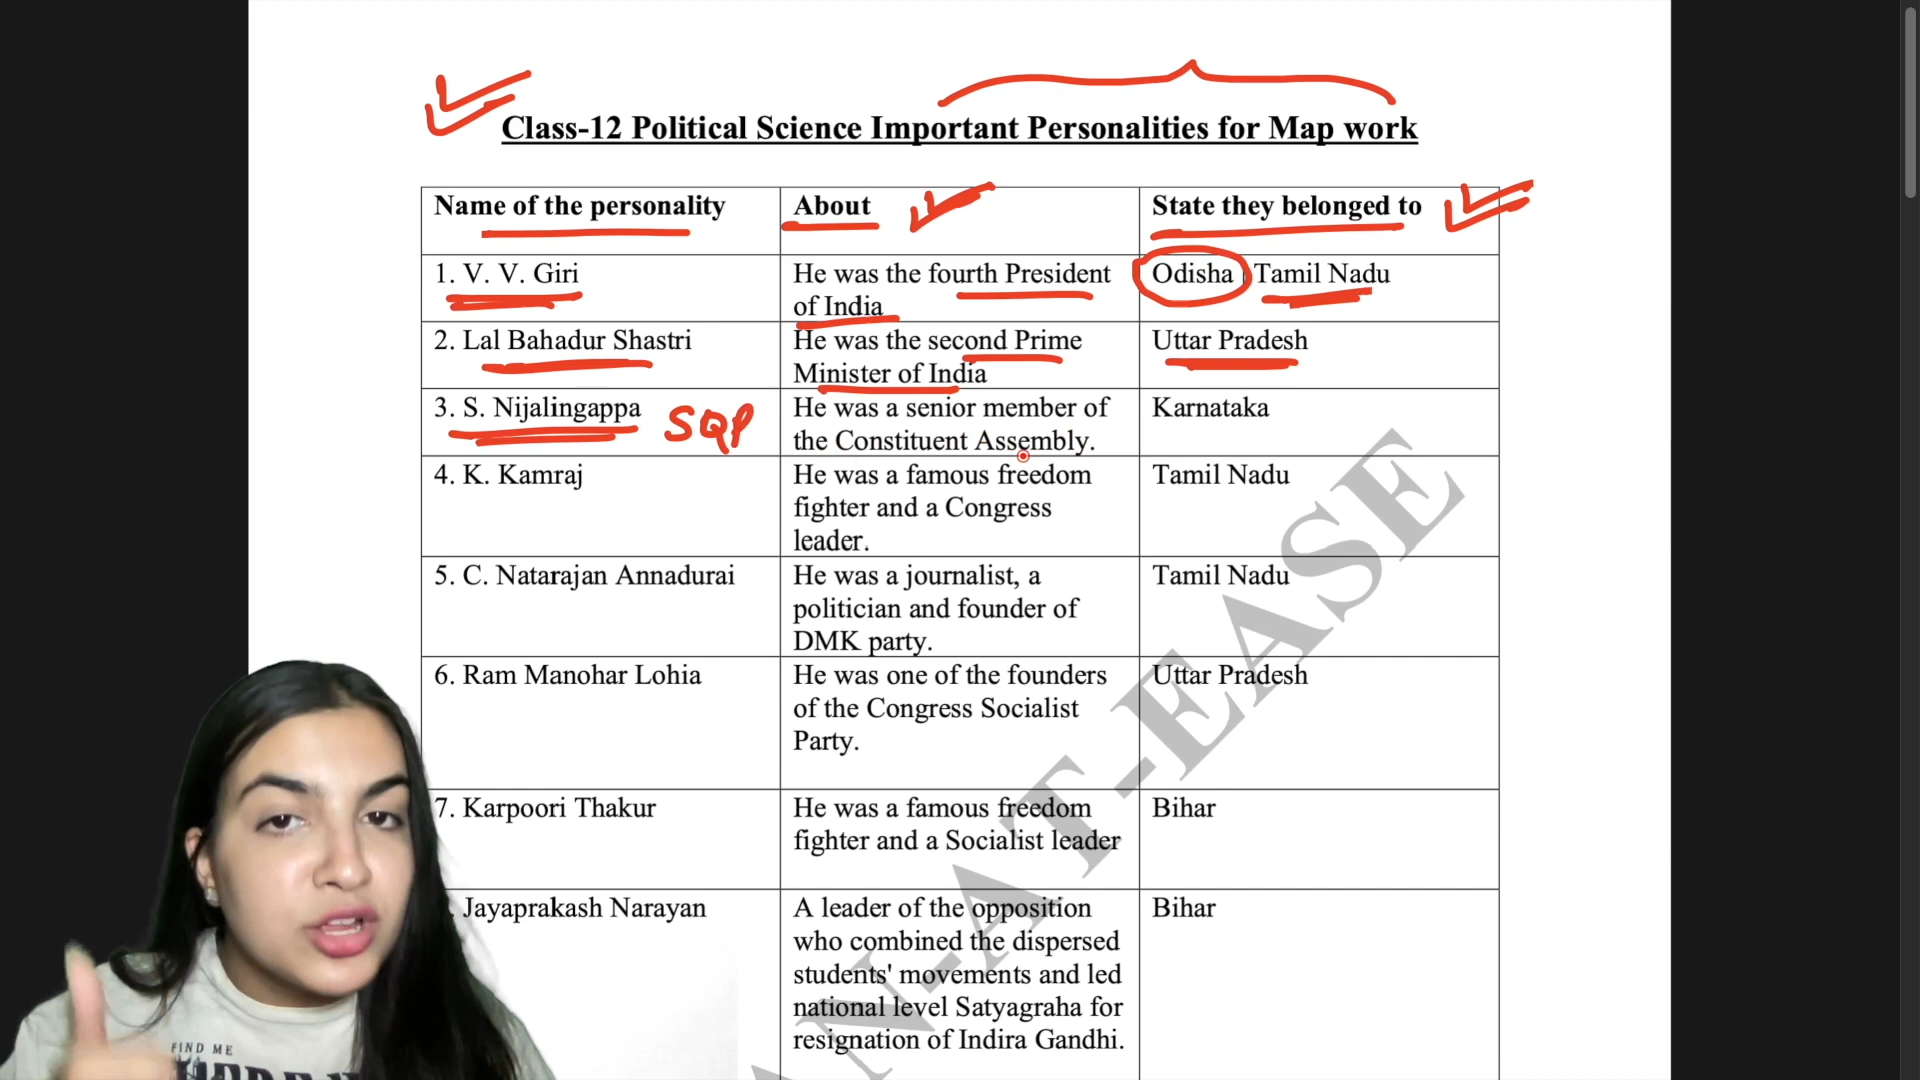 Class-12 Political Science Important Personalities for Map work
Name of the personality
About
State they belonged to
1. V. V. Giri
He was the fourth President
of India
Odisha Tamil Nadu
2. Lal Bahadur Shastri
He was the second Prime
Minister of India
Uttar Pradesh
3. S. Nijalingappa
SQP
He was a senior member of
the Constituent Assembly.
Karnataka
4. K. Kamraj
He was a famous freedom
fighter and a Congress
leader.
Tamil Nadu
5. C. Natarajan Annadurai
He was a journalist, a
politician and founder of
DMK party.
Tamil Nadu
6. Ram Manohar Lohia
He was one of the founders
of the Congress Socialist
Party.
Uttar Pradesh
7. Karpoori Thakur
He was a famous freedom
fighter and a Socialist leader
Bihar
Jayaprakash Narayan
A leader of the opposition
who combined the dispersed
students' movements and led
national level Satyagraha for
resignation of Indira Gandhi.
Bihar
AN-AT-EASE
FIND ME